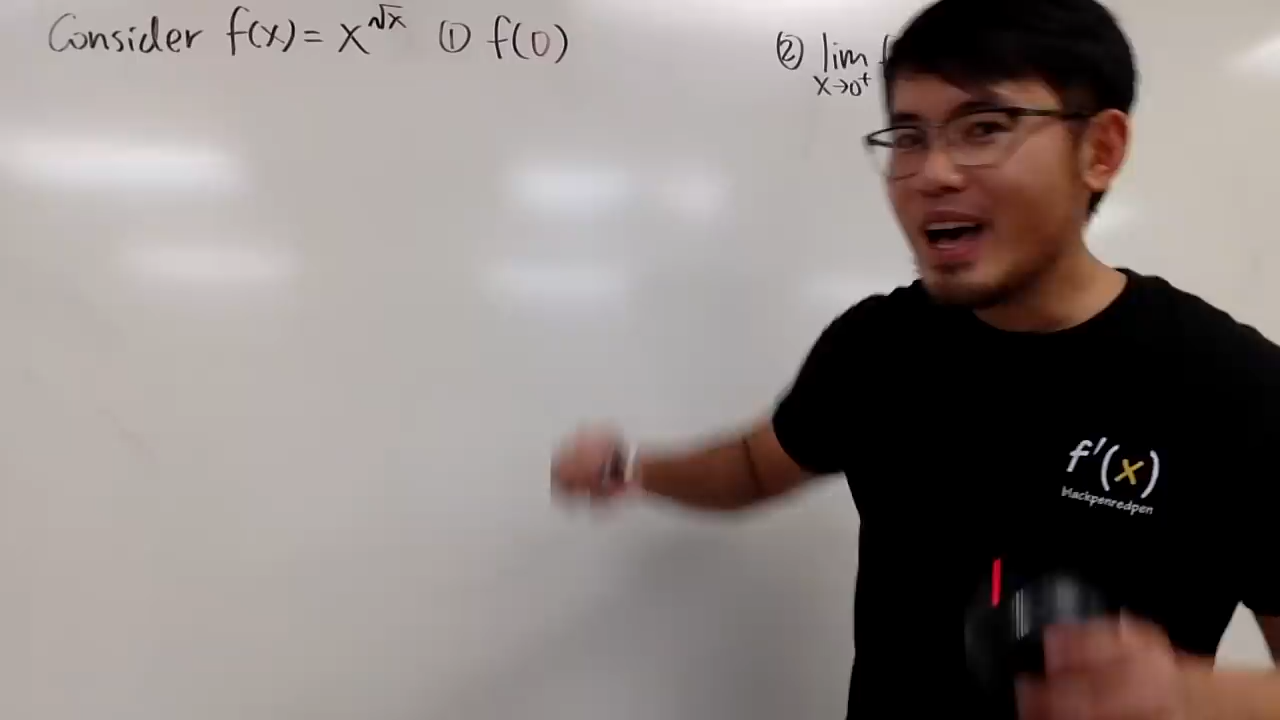 Consider f(x) = x^√x ① f(0)
② lim
x→0⁺
f'(x)
blackpenredpen